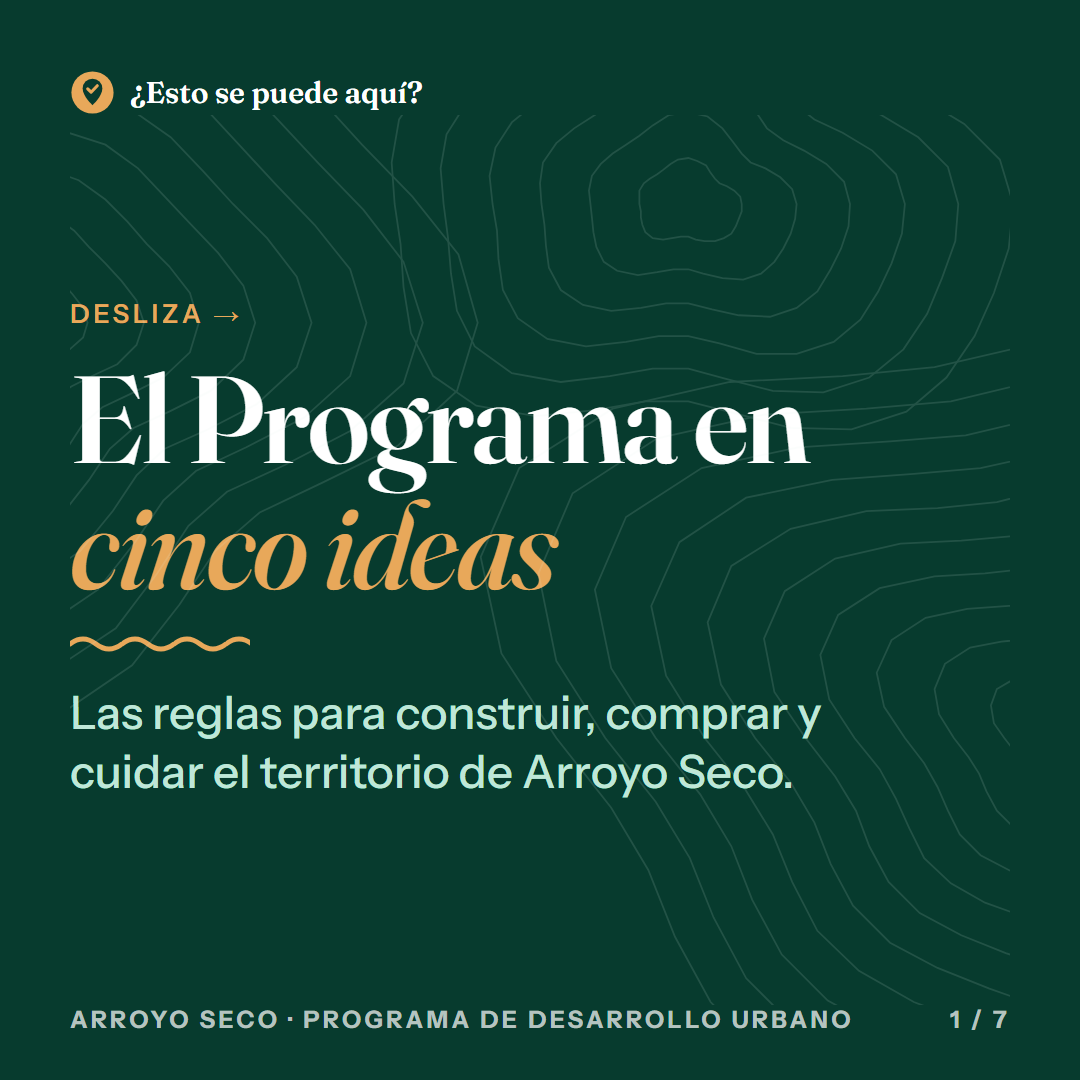 ¿Esto se puede aquí?
DESLIZA →
El Programa en
cinco ideas
Las reglas para construir, comprar y
cuidar el territorio de Arroyo Seco.
ARROYO SECO · PROGRAMA DE DESARROLLO URBANO 1 / 7